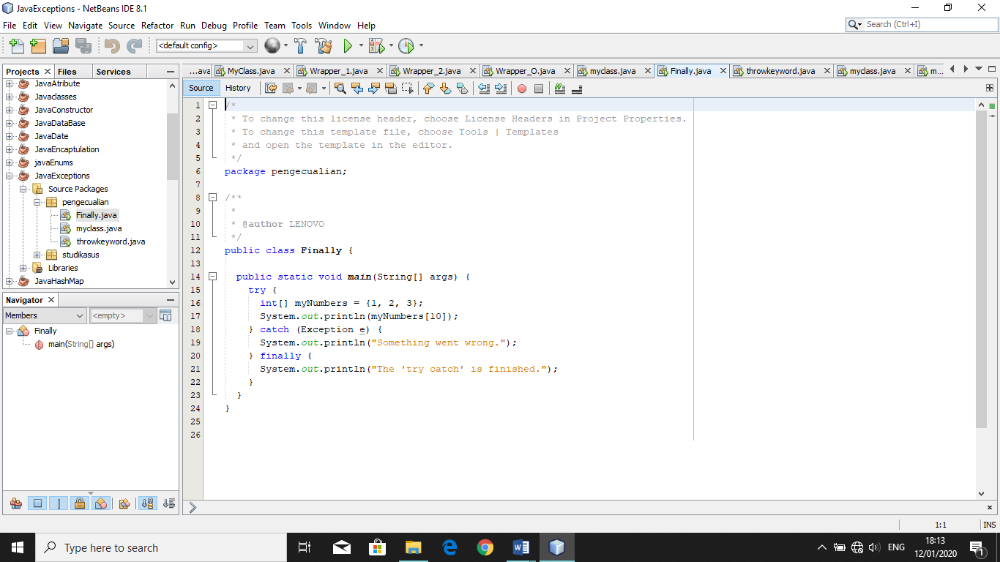 JavaExceptions - NetBeans IDE 8.1
File Edit View Navigate Source Refactor Run Debug Profile Team Tools Window Help
Search (Ctrl+I)
<default config>
Projects Files Services
JavaAtribute
Javaclasses
JavaConstructor
JavaDataBase
JavaDate
JavaEncaptulation
javaEnums
JavaExceptions
Source Packages
pengecualian
Finally.java
myclass.java
throwkeyword.java
studikasus
Libraries
JavaHashMap
Navigator
Members <empty>
Finally
main(String[] args)
...ava MyClass.java Wrapper_1.java Wrapper_2.java Wrapper_O.java myclass.java Finally.java throwkeyword.java myclass.java m...
Source History
1 /*
2  * To change this license header, choose License Headers in Project Properties.
3  * To change this template file, choose Tools | Templates
4  * and open the template in the editor.
5  */
6 package pengecualian;
7
8 /**
9  *
10  * @author LENOVO
11  */
12 public class Finally {
13
14   public static void main(String[] args) {
15     try {
16       int[] myNumbers = {1, 2, 3};
17       System.out.println(myNumbers[10]);
18     } catch (Exception e) {
19       System.out.println("Something went wrong.");
20     } finally {
21       System.out.println("The 'try catch' is finished.");
22     }
23   }
24 }
25
26
1:1 INS
Type here to search
ENG
18:13
12/01/2020
1